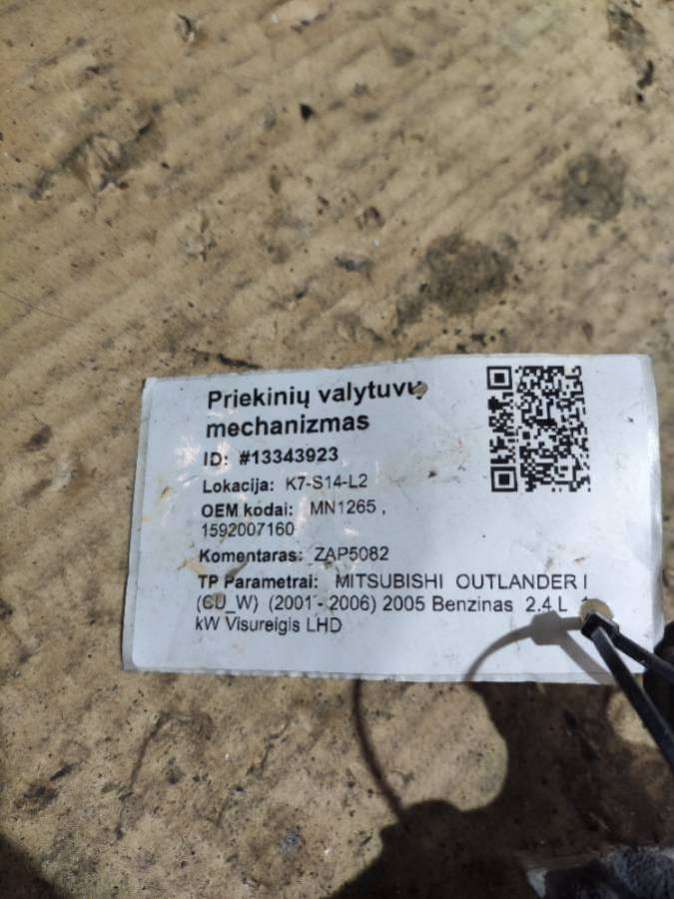 Priekinių valytuvų
mechanizmas
ID: #13343923
Lokacija: K7-S14-L2
OEM kodai: MN1265 ,
1592007160
Komentaras: ZAP5082
TP Parametrai: MITSUBISHI OUTLANDER I
(CU_W) (2001 - 2006) 2005 Benzinas 2.4 L
kW Visureigis LHD